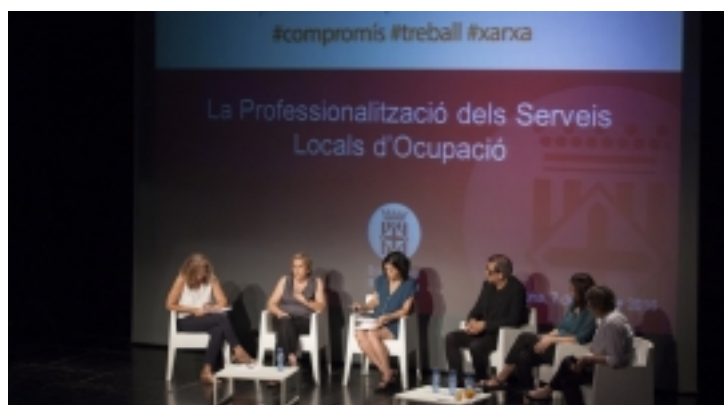 #compromís #treball #xarxa
La Professionalització dels Serveis
Locals d'Ocupació